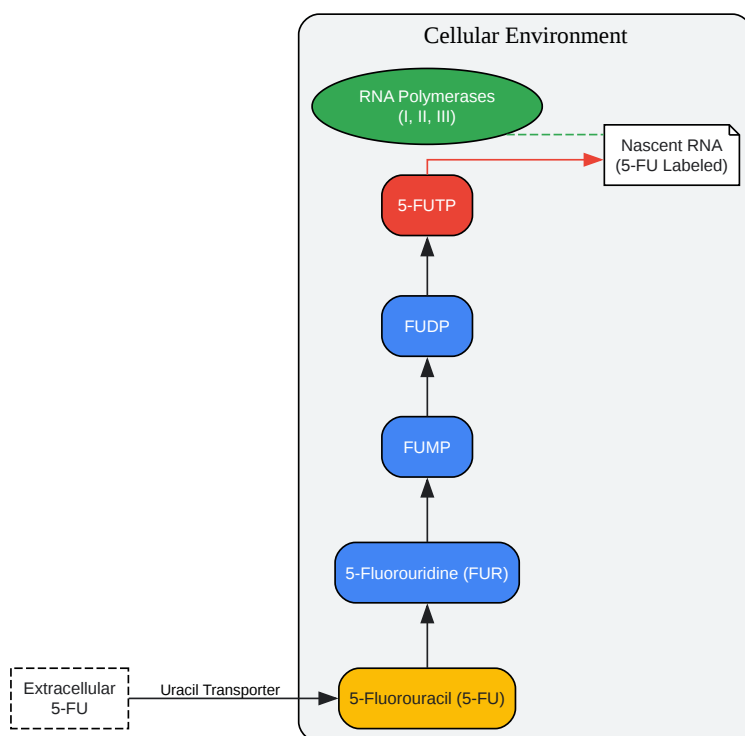 Cellular Environment
RNA Polymerases
(I, II, III)
Nascent RNA
(5-FU Labeled)
5-FUTP
FUDP
FUMP
5-Fluorouridine (FUR)
Extracellular
5-FU
Uracil Transporter
5-Fluorouracil (5-FU)